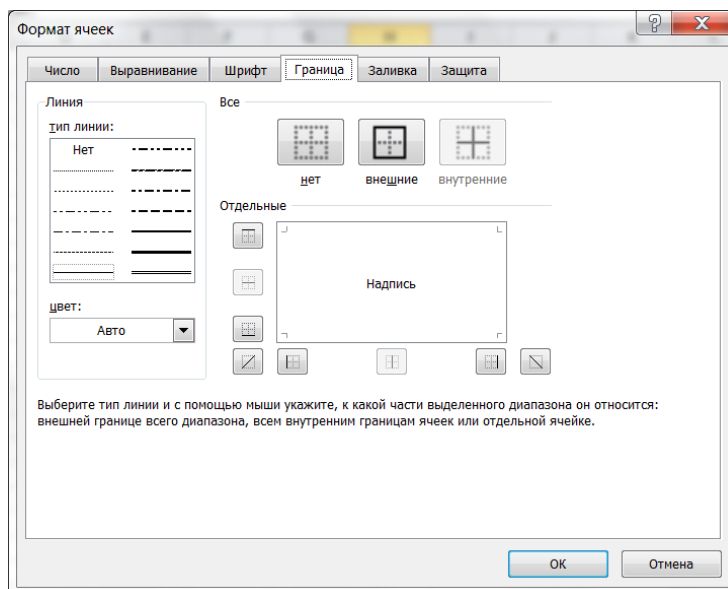 Формат ячеек
Число Выравнивание Шрифт Граница Заливка Защита
Линия
тип линии:
Нет
цвет:
Авто
Все
нет внешние внутренние
Отдельные
Надпись
Выберите тип линии и с помощью мыши укажите, к какой части выделенного диапазона он относится:
внешней границе всего диапазона, всем внутренним границам ячеек или отдельной ячейке.
ОК Отмена